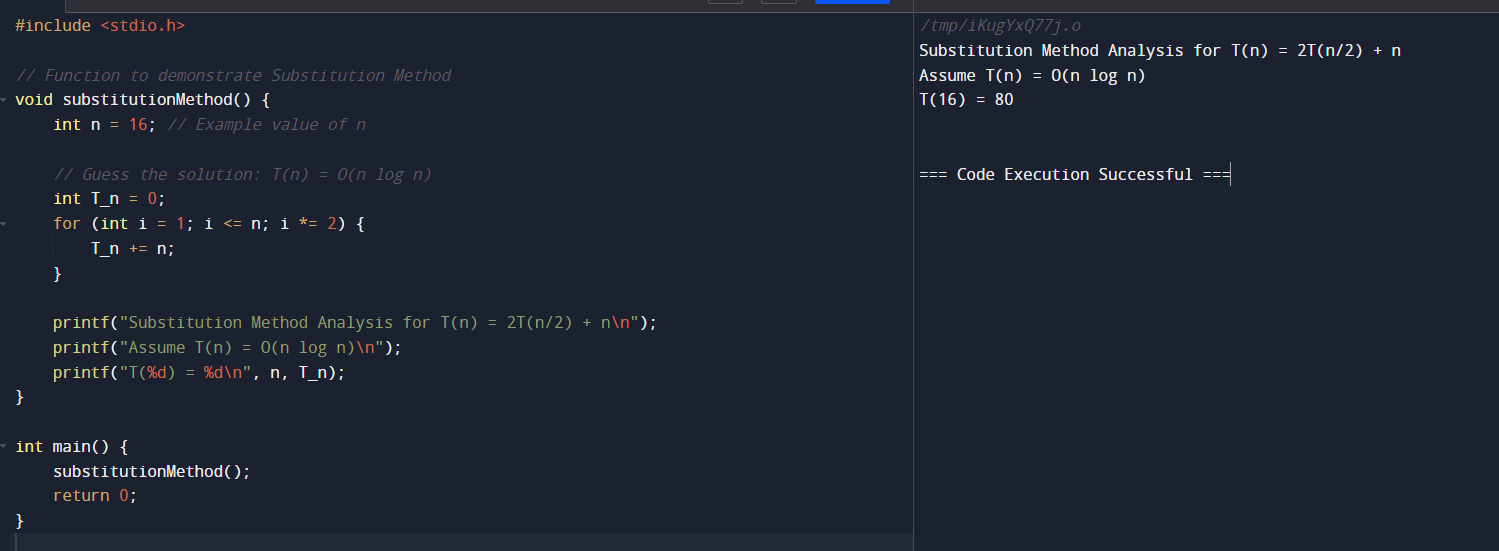 #include <stdio.h>
// Function to demonstrate Substitution Method
void substitutionMethod() {
    int n = 16; // Example value of n
    // Guess the solution: T(n) = O(n log n)
    int T_n = 0;
    for (int i = 1; i <= n; i *= 2) {
        T_n += n;
    }
    printf("Substitution Method Analysis for T(n) = 2T(n/2) + n\n");
    printf("Assume T(n) = O(n log n)\n");
    printf("T(%d) = %d\n", n, T_n);
}
int main() {
    substitutionMethod();
    return 0;
}
/tmp/iKugYxQ77j.o
Substitution Method Analysis for T(n) = 2T(n/2) + n
Assume T(n) = O(n log n)
T(16) = 80
=== Code Execution Successful ===